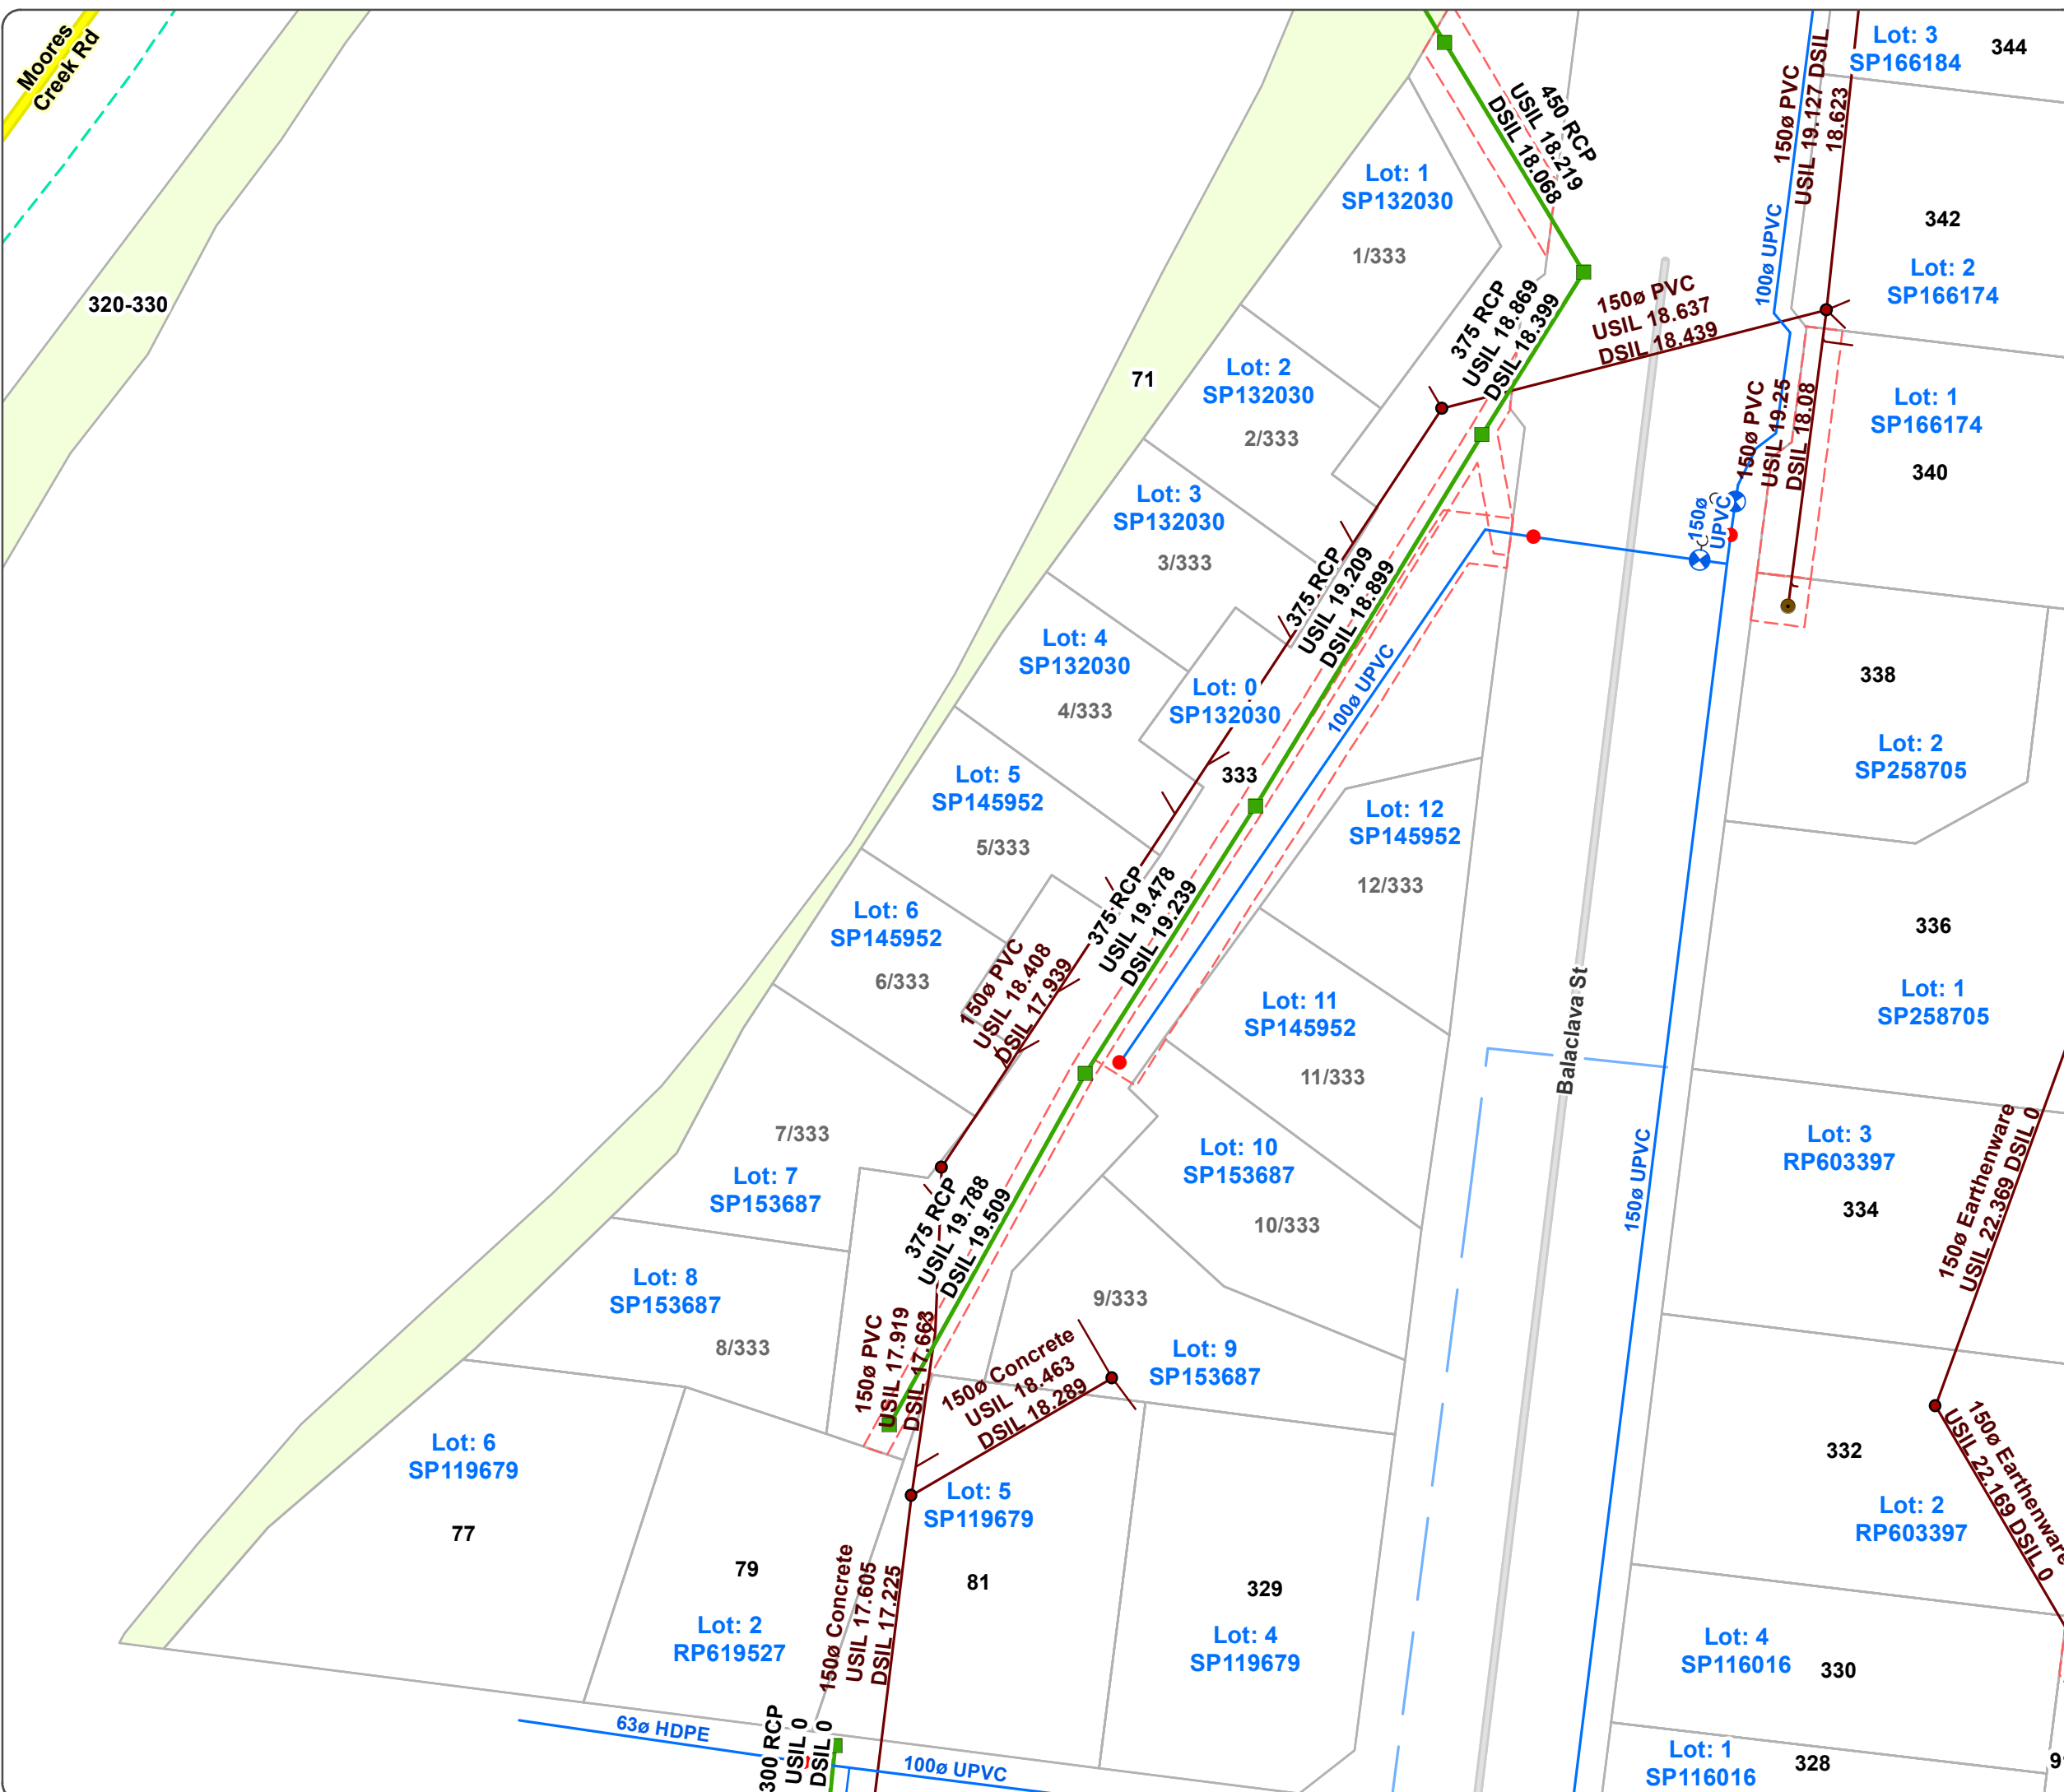 Moores
Creek Rd
320-330
71
Lot: 1
SP132030
1/333
450 RCP
USIL 18.219
DSIL 18.068
150ø PVC
USIL 19.127 DSIL
18.623
Lot: 3
SP166184
344
342
Lot: 2
SP166174
100ø UPVC
150ø PVC
USIL 18.637
DSIL 18.439
375 RCP
USIL 18.869
DSIL 18.399
Lot: 2
SP132030
2/333
Lot: 1
SP166174
340
150ø PVC
USIL 19.25
DSIL 18.08
150ø
UPVC
Lot: 3
SP132030
3/333
375 RCP
USIL 19.209
DSIL 18.899
Lot: 4
SP132030
4/333
Lot: 0
SP132030
100ø UPVC
338
Lot: 2
SP258705
333
Lot: 5
SP145952
5/333
Lot: 12
SP145952
12/333
375 RCP
USIL 19.478
DSIL 19.239
Lot: 6
SP145952
6/333
150ø PVC
USIL 18.408
DSIL 17.939
336
Lot: 1
SP258705
Lot: 11
SP145952
11/333
Balaclava St
7/333
Lot: 7
SP153687
Lot: 10
SP153687
10/333
150ø UPVC
Lot: 3
RP603397
334
150ø Earthenware
USIL 22.369 DSIL 0
375 RCP
USIL 19.788
DSIL 19.509
Lot: 8
SP153687
8/333
9/333
Lot: 9
SP153687
150ø PVC
USIL 17.919
DSIL 17.663
150ø Concrete
USIL 18.463
DSIL 18.289
Lot: 6
SP119679
77
Lot: 5
SP119679
81
332
Lot: 2
RP603397
150ø Earthenware
USIL 22.169 DSIL 0
79
Lot: 2
RP619527
150ø Concrete
USIL 17.605
DSIL 17.225
329
Lot: 4
SP119679
Lot: 4
SP116016
330
63ø HDPE
300 RCP
USIL 0
DSIL 0
100ø UPVC
Lot: 1
SP116016
328